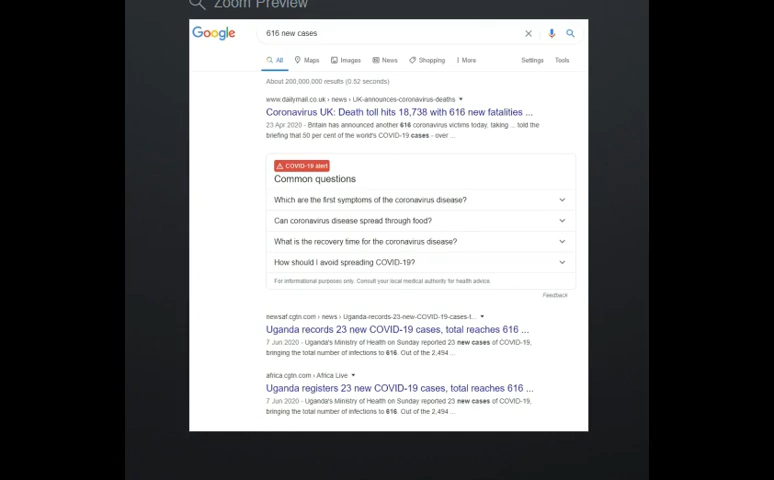 Zoom Preview
Google
616 new cases
All Maps Images News Shopping More Settings Tools
About 200,000,000 results (0.52 seconds)
www.dailymail.co.uk › news › UK-announces-coronavirus-deaths
Coronavirus UK: Death toll hits 18,738 with 616 new fatalities ...
23 Apr 2020 - Britain has announced another 616 coronavirus victims today, taking ... told the
briefing that 50 per cent of the world's COVID-19 cases - over ...
COVID-19 alert
Common questions
Which are the first symptoms of the coronavirus disease?
Can coronavirus disease spread through food?
What is the recovery time for the coronavirus disease?
How should I avoid spreading COVID-19?
For informational purposes only. Consult your local medical authority for health advice.
Feedback
newsaf.cgtn.com › news › Uganda-records-23-new-COVID-19-cases-t...
Uganda records 23 new COVID-19 cases, total reaches 616 ...
7 Jun 2020 - Uganda's Ministry of Health on Sunday reported 23 new cases of COVID-19,
bringing the total number of infections to 616. Out of the 2,494 ...
africa.cgtn.com › Africa Live
Uganda registers 23 new COVID-19 cases, total reaches 616 ...
7 Jun 2020 - Uganda's Ministry of Health on Sunday reported 23 new cases of COVID-19,
bringing the total number of infections to 616. Out of the 2,494 ...